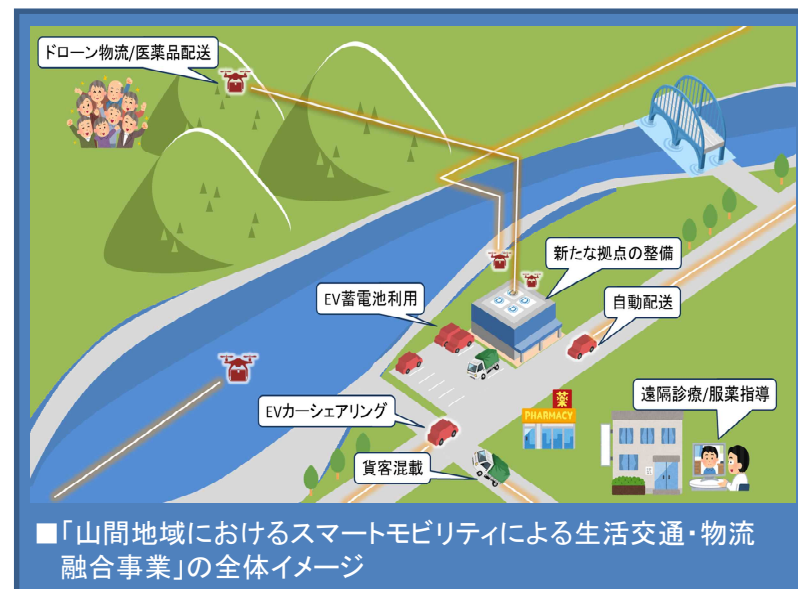 ドローン物流/医薬品配送
新たな拠点の整備
EV蓄電池利用
自動配送
薬
PHARMACY
遠隔診療/服薬指導
EVカーシェアリング
貨客混載
■「山間地域におけるスマートモビリティによる生活交通・物流
融合事業」の全体イメージ